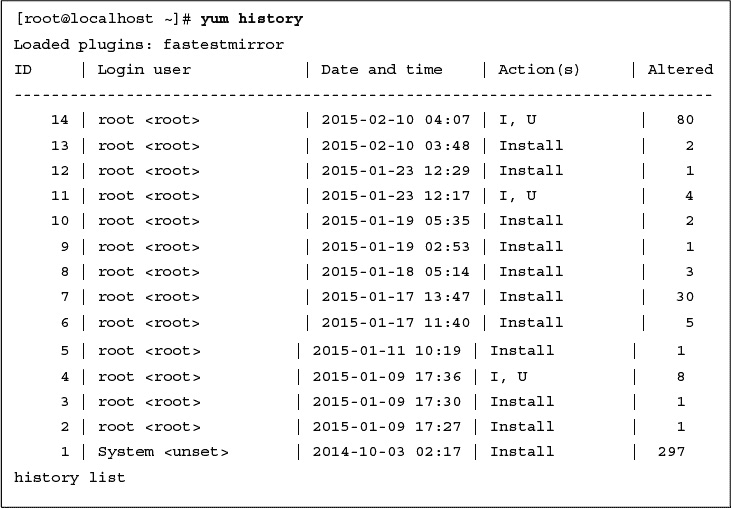 [root@localhost ~]# yum history
Loaded plugins: fastestmirror
ID     | Login user               | Date and time    | Action(s)      | Altered
-------------------------------------------------------------------------------
    14 | root <root>              | 2015-02-10 04:07 | I, U           |   80
    13 | root <root>              | 2015-02-10 03:48 | Install        |    2
    12 | root <root>              | 2015-01-23 12:29 | Install        |    1
    11 | root <root>              | 2015-01-23 12:17 | I, U           |    4
    10 | root <root>              | 2015-01-19 05:35 | Install        |    2
     9 | root <root>              | 2015-01-19 02:53 | Install        |    1
     8 | root <root>              | 2015-01-18 05:14 | Install        |    3
     7 | root <root>              | 2015-01-17 13:47 | Install        |   30
     6 | root <root>              | 2015-01-17 11:40 | Install        |    5
     5 | root <root>              | 2015-01-11 10:19 | Install        |    1
     4 | root <root>              | 2015-01-09 17:36 | I, U           |    8
     3 | root <root>              | 2015-01-09 17:30 | Install        |    1
     2 | root <root>              | 2015-01-09 17:27 | Install        |    1
     1 | System <unset>           | 2014-10-03 02:17 | Install        |  297
history list